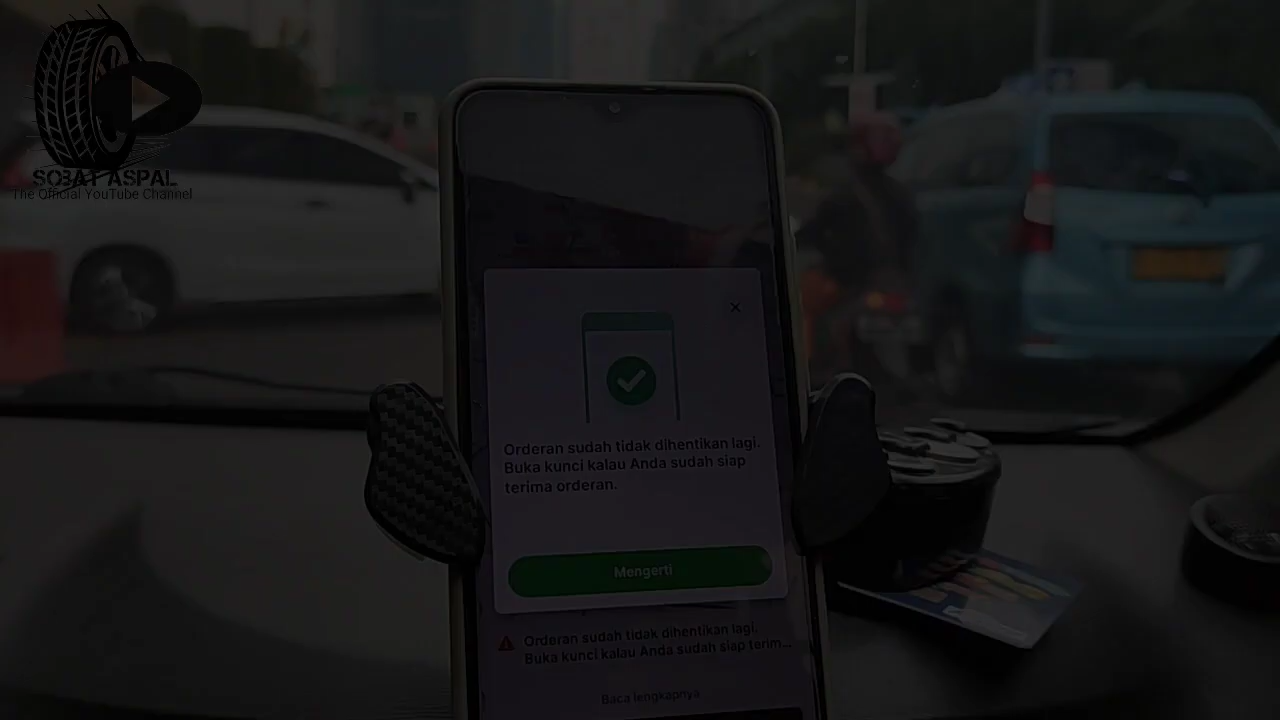 SOBAT ASPAL
The Official YouTube Channel
Orderan sudah tidak dihentikan lagi.
Buka kunci kalau Anda sudah siap
terima orderan.
Mengerti
Orderan sudah tidak dihentikan lagi.
Buka kunci kalau Anda sudah siap terim...
Baca lengkapnya